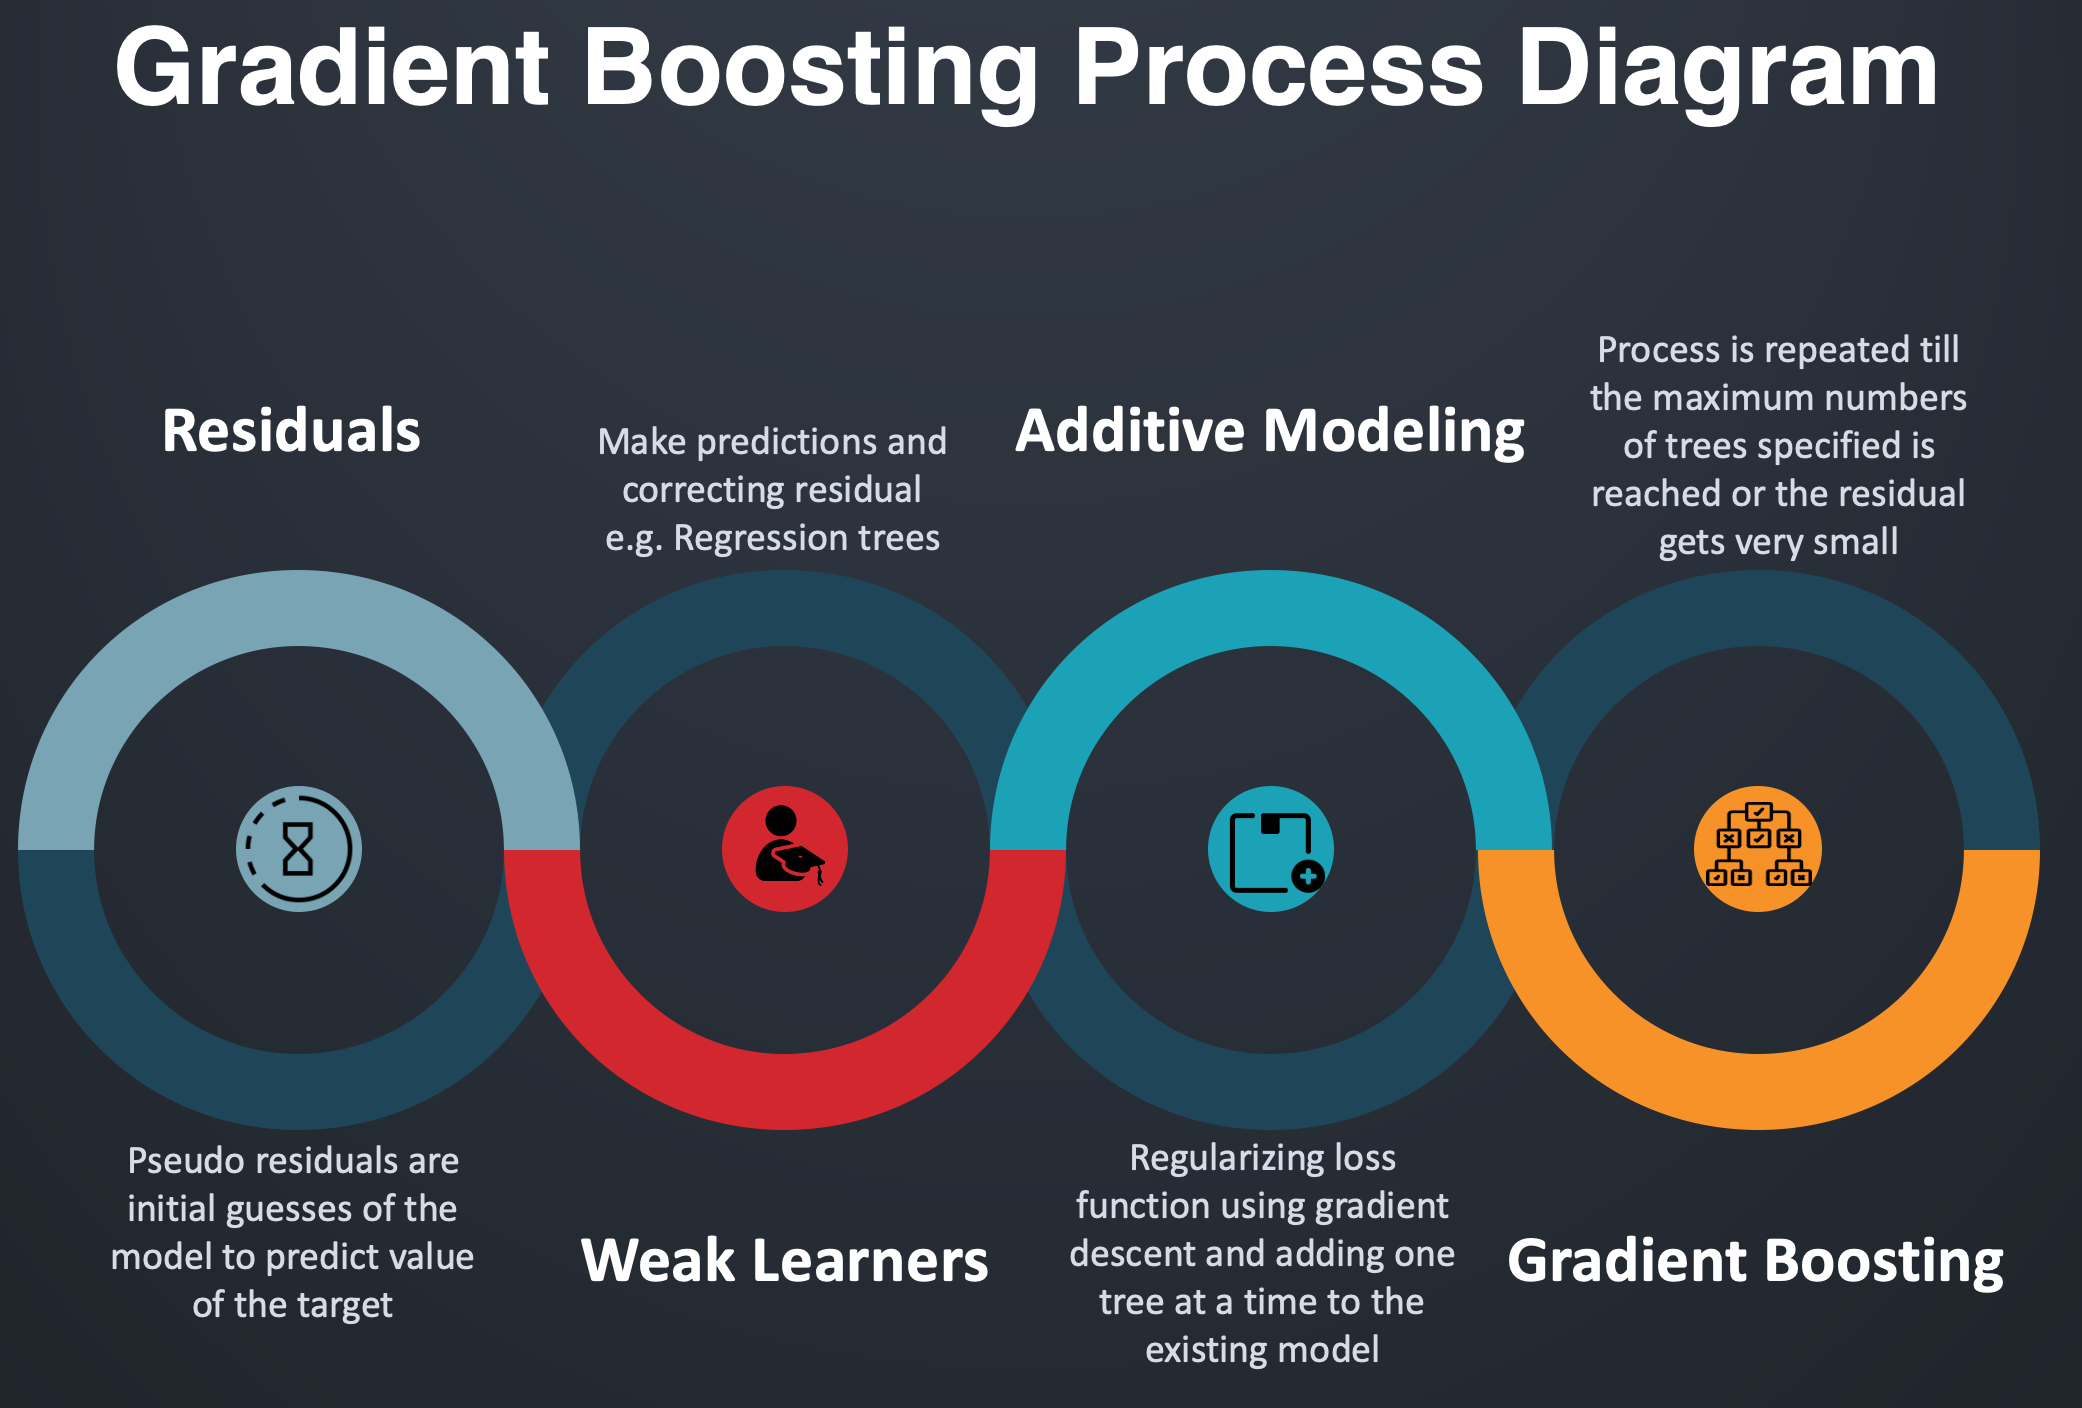 Gradient Boosting Process Diagram
Residuals
Pseudo residuals are
initial guesses of the
model to predict value
of the target
Make predictions and
correcting residual
e.g. Regression trees
Weak Learners
Additive Modeling
Regularizing loss
function using gradient
descent and adding one
tree at a time to the
existing model
Process is repeated till
the maximum numbers
of trees specified is
reached or the residual
gets very small
Gradient Boosting